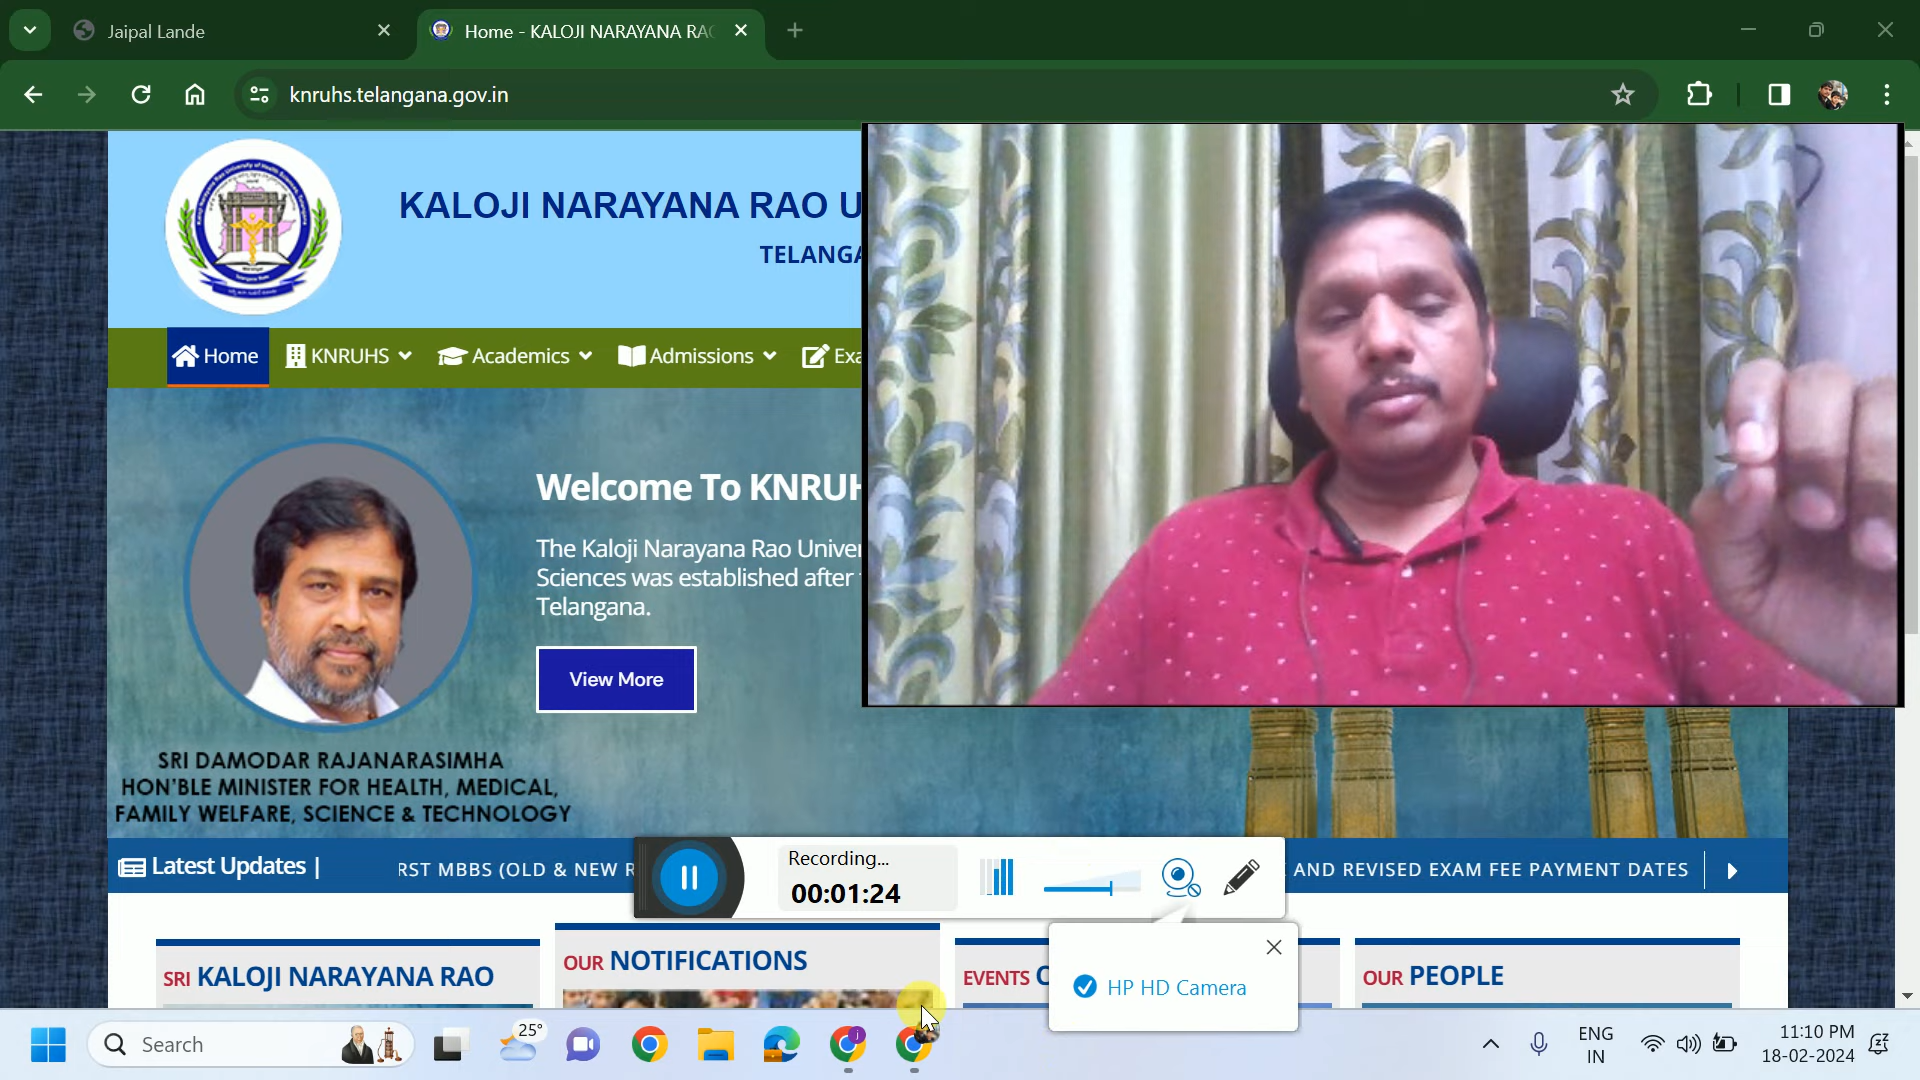 Jaipal Lande
Home - KALOJI NARAYANA RAO
knruhs.telangana.gov.in
KALOJI NARAYANA RAO U
TELANGA
Home
KNRUHS
Academics
Admissions
Exa
Welcome To KNRUH
The Kaloji Narayana Rao Univer
Sciences was established after
Telangana.
View More
SRI DAMODAR RAJANARASIMHA
HON'BLE MINISTER FOR HEALTH, MEDICAL,
FAMILY WELFARE, SCIENCE & TECHNOLOGY
Latest Updates |
RST MBBS (OLD & NEW R
AND REVISED EXAM FEE PAYMENT DATES
Recording...
00:01:24
SRI KALOJI NARAYANA RAO
OUR NOTIFICATIONS
EVENTS
OUR PEOPLE
HP HD Camera
Search
25°
ENG
IN
11:10 PM
18-02-2024